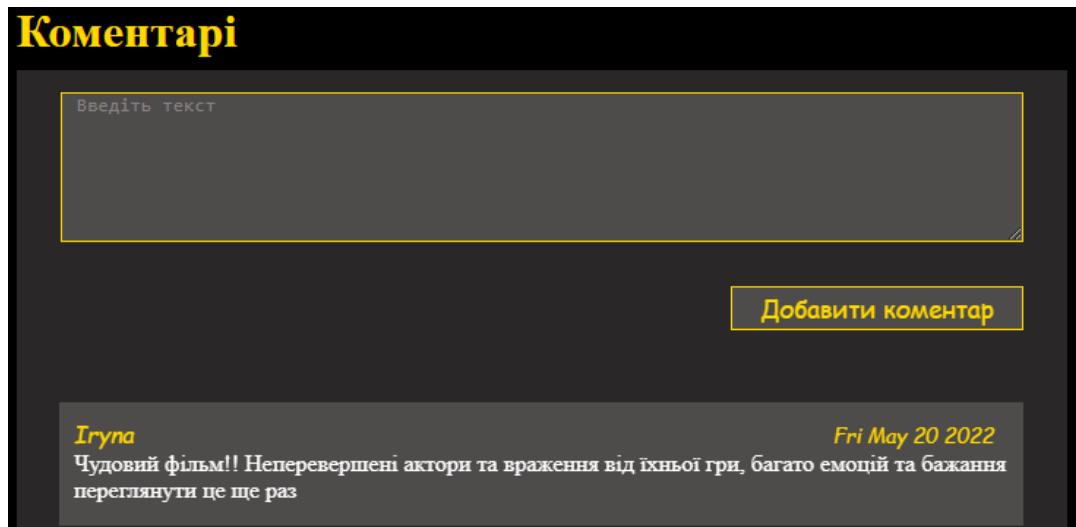 Коментарі
Введіть текст
Добавити коментар
Iryna Fri May 20 2022
Чудовий фільм!! Неперевершені актори та враження від їхньої гри, багато емоцій та бажання
переглянути це ще раз